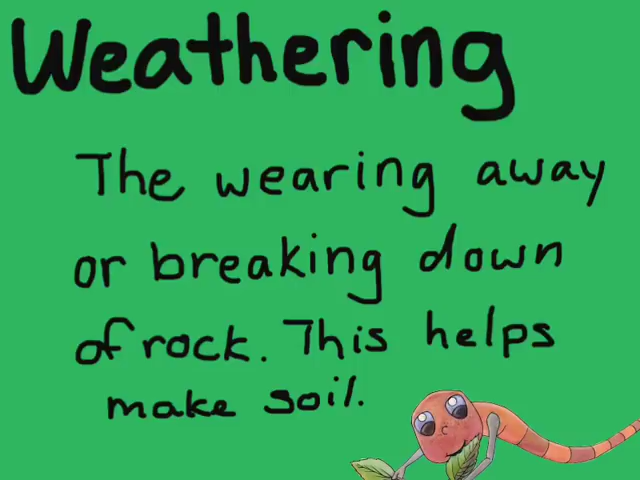 Weathering
The wearing away
or breaking down
of rock. This helps
make soil.